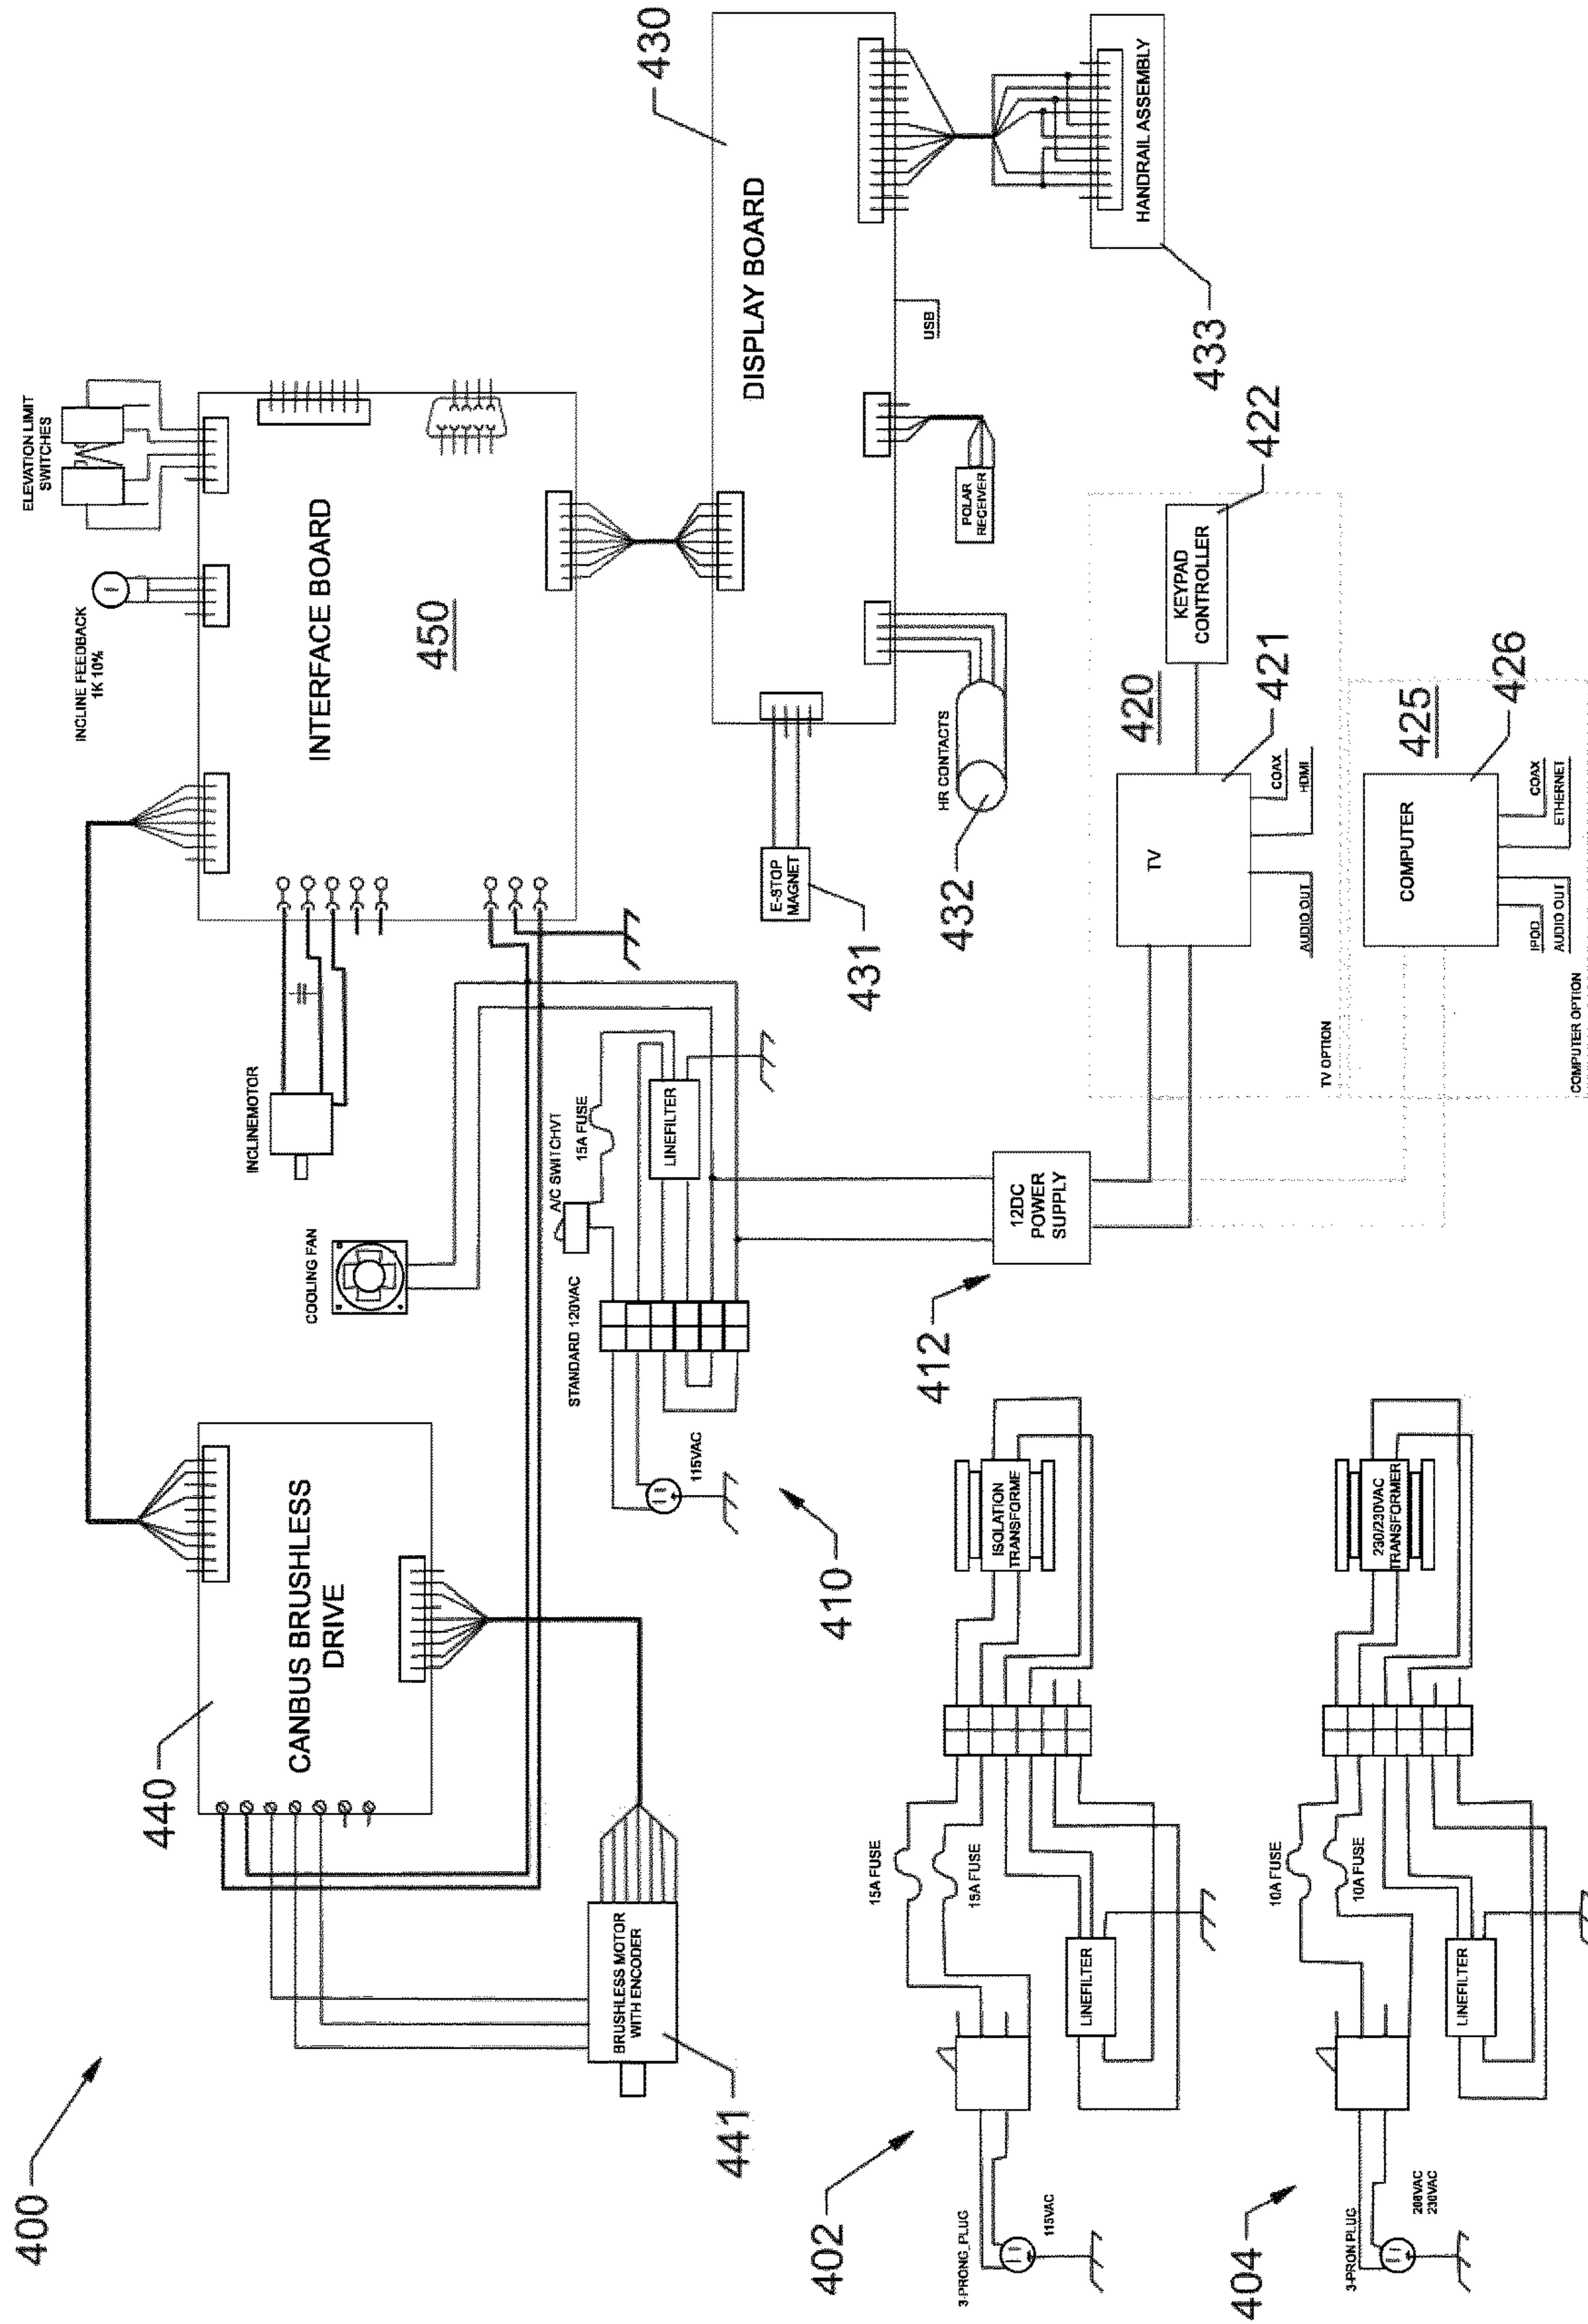 400
440
CANBUS BRUSHLESS
DRIVE
BRUSHLESS MOTOR
WITH ENCODER
441
COOLING FAN
INCLINEMOTOR
INCLINE FEEDBACK
1K 10%
ELEVATION LIMIT
SWITCHES
INTERFACE BOARD
450
STANDARD 120VAC
A/C SWITCHVT
15A FUSE
LINEFILTER
115VAC
410
430
DISPLAY BOARD
E-STOP
MAGNET
431
HR CONTACTS
432
POLAR
RECEIVER
USB
HANDRAIL ASSEMBLY
433
412
12DC
POWER
SUPPLY
420
TV
421
KEYPAD
CONTROLLER
422
AUDIO OUT
COAX
HDMI
TV OPTION
425
COMPUTER
426
IPOD
AUDIO OUT
COAX
ETHERNET
COMPUTER OPTION
402
3-PRONG_PLUG
115VAC
15A FUSE
15A FUSE
LINEFILTER
ISOLATION
TRANSFORME
404
3-PRON PLUG
208VAC
230VAC
10A FUSE
10A FUSE
LINEFILTER
230/230VAC
TRANSFORMER